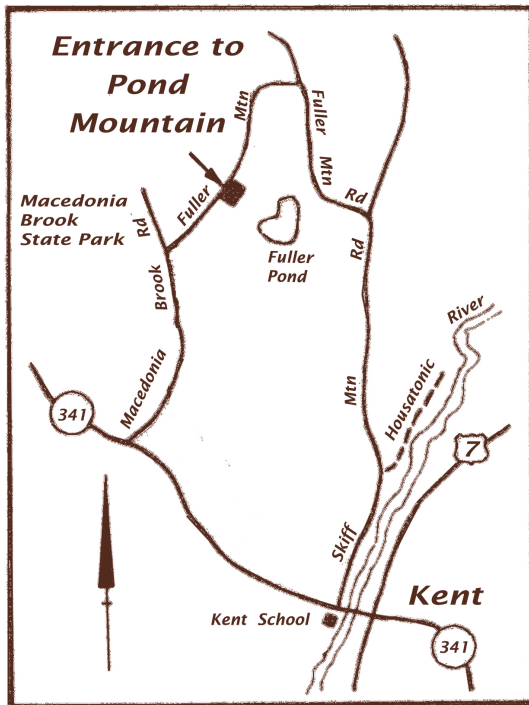 Entrance to
Pond
Mountain
Fuller Mtn
Fuller Mtn Rd
Macedonia
Brook
State Park
Fuller
Pond
Macedonia Brook Rd
Skiff Mtn Rd
Housatonic River
341
7
Kent
Kent School
341